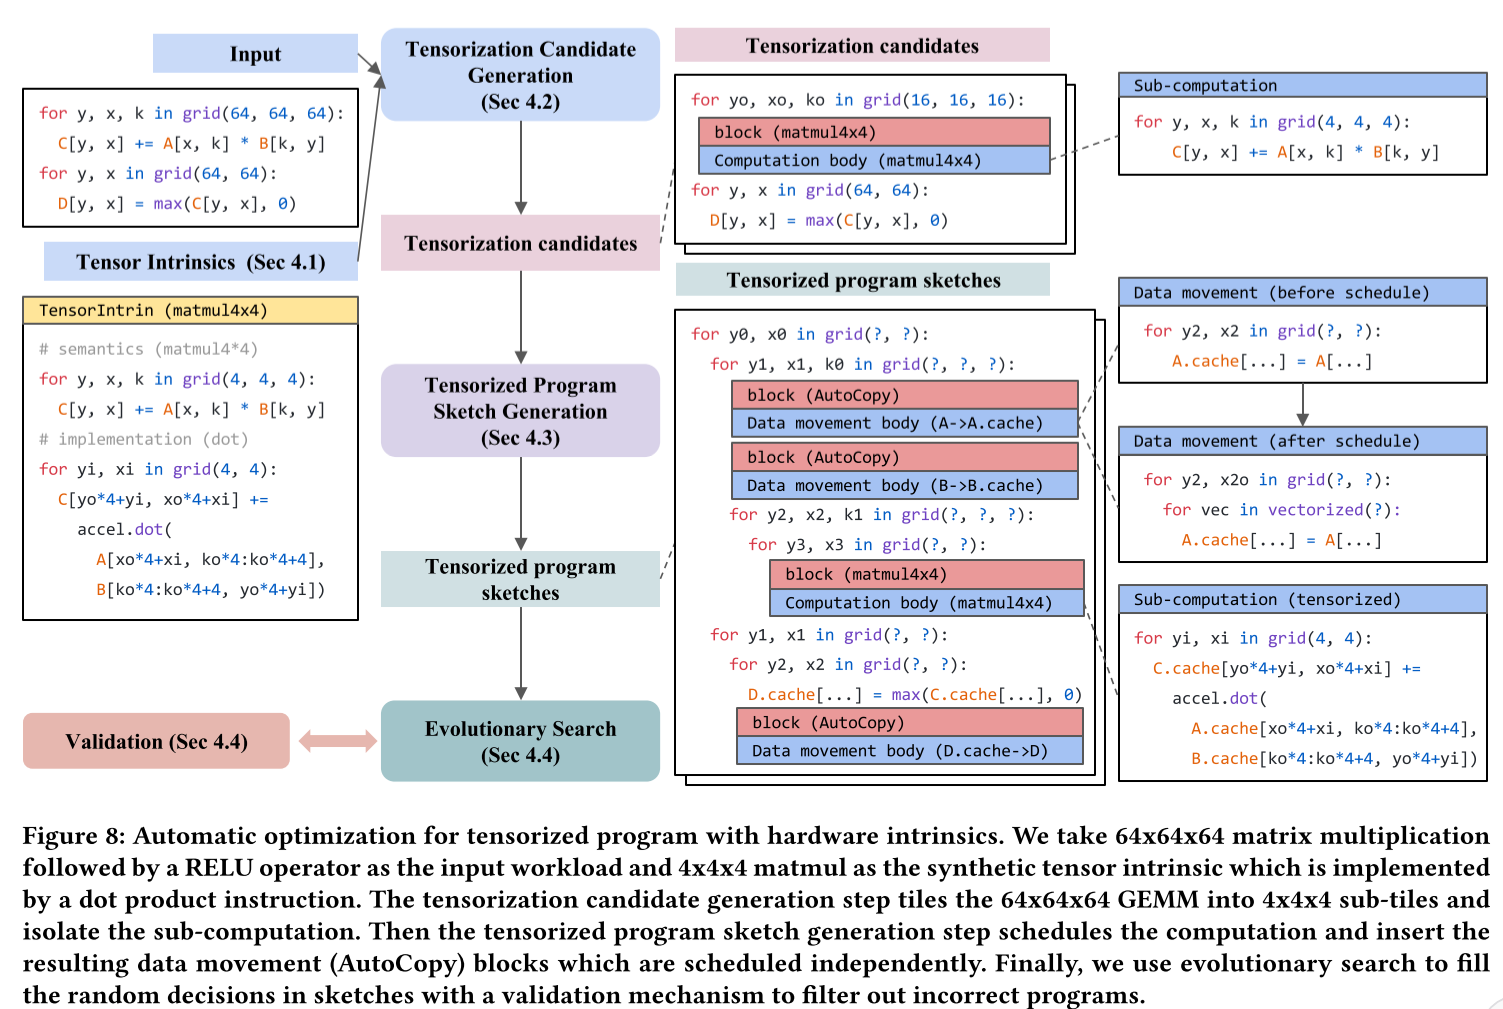 Input
for y, x, k in grid(64, 64, 64):
C[y, x] += A[x, k] * B[k, y]
for y, x in grid(64, 64):
D[y, x] = max(C[y, x], 0)
Tensor Intrinsics (Sec 4.1)
TensorIntrin (matmul4x4)
# semantics (matmul4*4)
for y, x, k in grid(4, 4, 4):
C[y, x] += A[x, k] * B[k, y]
# implementation (dot)
for yi, xi in grid(4, 4):
C[yo*4+yi, xo*4+xi] +=
accel.dot(
A[xo*4+xi, ko*4:ko*4+4],
B[ko*4:ko*4+4, yo*4+yi])
Validation (Sec 4.4)
Tensorization Candidate
Generation
(Sec 4.2)
Tensorization candidates
Tensorized Program
Sketch Generation
(Sec 4.3)
Tensorized program
sketches
Evolutionary Search
(Sec 4.4)
Tensorization candidates
for yo, xo, ko in grid(16, 16, 16):
block (matmul4x4)
Computation body (matmul4x4)
for y, x in grid(64, 64):
D[y, x] = max(C[y, x], 0)
Sub-computation
for y, x, k in grid(4, 4, 4):
C[y, x] += A[x, k] * B[k, y]
Tensorized program sketches
for y0, x0 in grid(?, ?):
for y1, x1, k0 in grid(?, ?, ?):
block (AutoCopy)
Data movement body (A->A.cache)
block (AutoCopy)
Data movement body (B->B.cache)
for y2, x2, k1 in grid(?, ?, ?):
for y3, x3 in grid(?, ?):
block (matmul4x4)
Computation body (matmul4x4)
for y1, x1 in grid(?, ?):
for y2, x2 in grid(?, ?):
D.cache[...] = max(C.cache[...], 0)
block (AutoCopy)
Data movement body (D.cache->D)
Data movement (before schedule)
for y2, x2 in grid(?, ?):
A.cache[...] = A[...]
Data movement (after schedule)
for y2, x2o in grid(?, ?):
for vec in vectorized(?):
A.cache[...] = A[...]
Sub-computation (tensorized)
for yi, xi in grid(4, 4):
C.cache[yo*4+yi, xo*4+xi] +=
accel.dot(
A.cache[xo*4+xi, ko*4:ko*4+4],
B.cache[ko*4:ko*4+4, yo*4+yi])
Figure 8: Automatic optimization for tensorized program with hardware intrinsics. We take 64x64x64 matrix multiplication
followed by a RELU operator as the input workload and 4x4x4 matmul as the synthetic tensor intrinsic which is implemented
by a dot product instruction. The tensorization candidate generation step tiles the 64x64x64 GEMM into 4x4x4 sub-tiles and
isolate the sub-computation. Then the tensorized program sketch generation step schedules the computation and insert the
resulting data movement (AutoCopy) blocks which are scheduled independently. Finally, we use evolutionary search to fill
the random decisions in sketches with a validation mechanism to filter out incorrect programs.